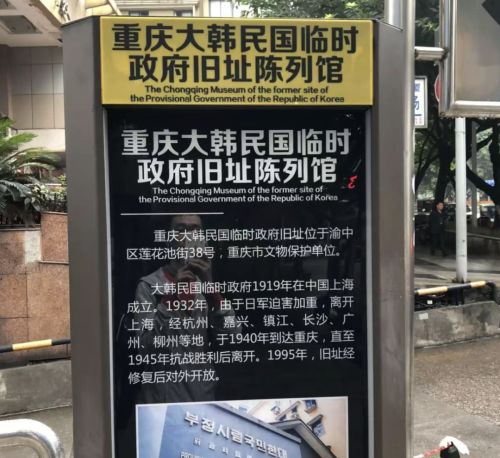 重庆大韩民国临时
政府旧址陈列馆
The Chongqing Museum of the former site of
the Provisional Government of the Republic of Korea
重庆大韩民国临时
政府旧址陈列馆
The Chongqing Museum of the former site of
the Provisional Government of the Republic of Korea
重庆大韩民国临时政府旧址位于渝中
区莲花池街38号；重庆市文物保护单位。
大韩民国临时政府1919年在中国上海
成立。1932年，由于日军迫害加重，离开
上海，经杭州、嘉兴、镇江、长沙、广
州、柳州等地，于1940年到达重庆，直至
1945年抗战胜利后离开。1995年，旧址经
修复后对外开放。